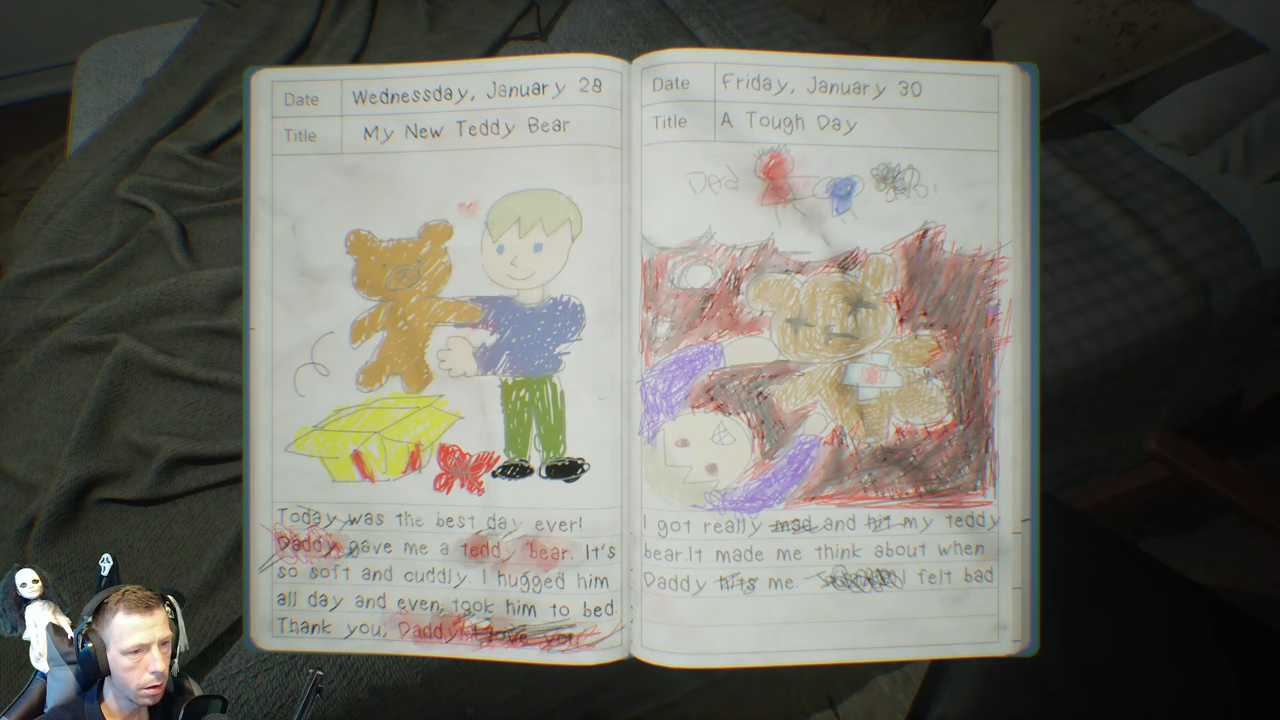 Date Wednessday, January 28
Title My New Teddy Bear
Today was the best day ever!
Daddy gave me a teddy bear. It's
so soft and cuddly. I hugged him
all day and even took him to bed.
Thank you, Daddy. I love you
Date Friday, January 30
Title A Tough Day
I got really mad and hit my teddy
bear.It made me think about when
Daddy hits me. I felt bad